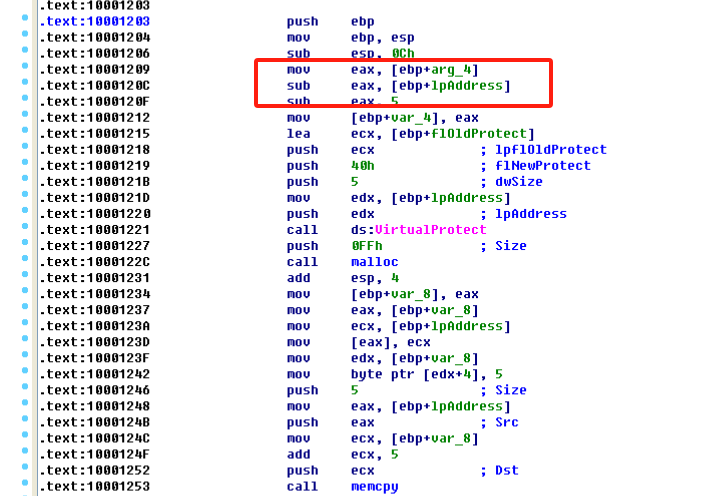 .text:10001203
.text:10001203 push ebp
.text:10001204 mov ebp, esp
.text:10001206 sub esp, 0Ch
.text:10001209 mov eax, [ebp+arg_4]
.text:1000120C sub eax, [ebp+lpAddress]
.text:1000120F sub eax, 5
.text:10001212 mov [ebp+var_4], eax
.text:10001215 lea ecx, [ebp+flOldProtect]
.text:10001218 push ecx ; lpflOldProtect
.text:10001219 push 40h ; flNewProtect
.text:1000121B push 5 ; dwSize
.text:1000121D mov edx, [ebp+lpAddress]
.text:10001220 push edx ; lpAddress
.text:10001221 call ds:VirtualProtect
.text:10001227 push 0FFh ; Size
.text:1000122C call malloc
.text:10001231 add esp, 4
.text:10001234 mov [ebp+var_8], eax
.text:10001237 mov eax, [ebp+var_8]
.text:1000123A mov ecx, [ebp+lpAddress]
.text:1000123D mov [eax], ecx
.text:1000123F mov edx, [ebp+var_8]
.text:10001242 mov byte ptr [edx+4], 5
.text:10001246 push 5 ; Size
.text:10001248 mov eax, [ebp+lpAddress]
.text:1000124B push eax ; Src
.text:1000124C mov ecx, [ebp+var_8]
.text:1000124F add ecx, 5
.text:10001252 push ecx ; Dst
.text:10001253 call memcpy